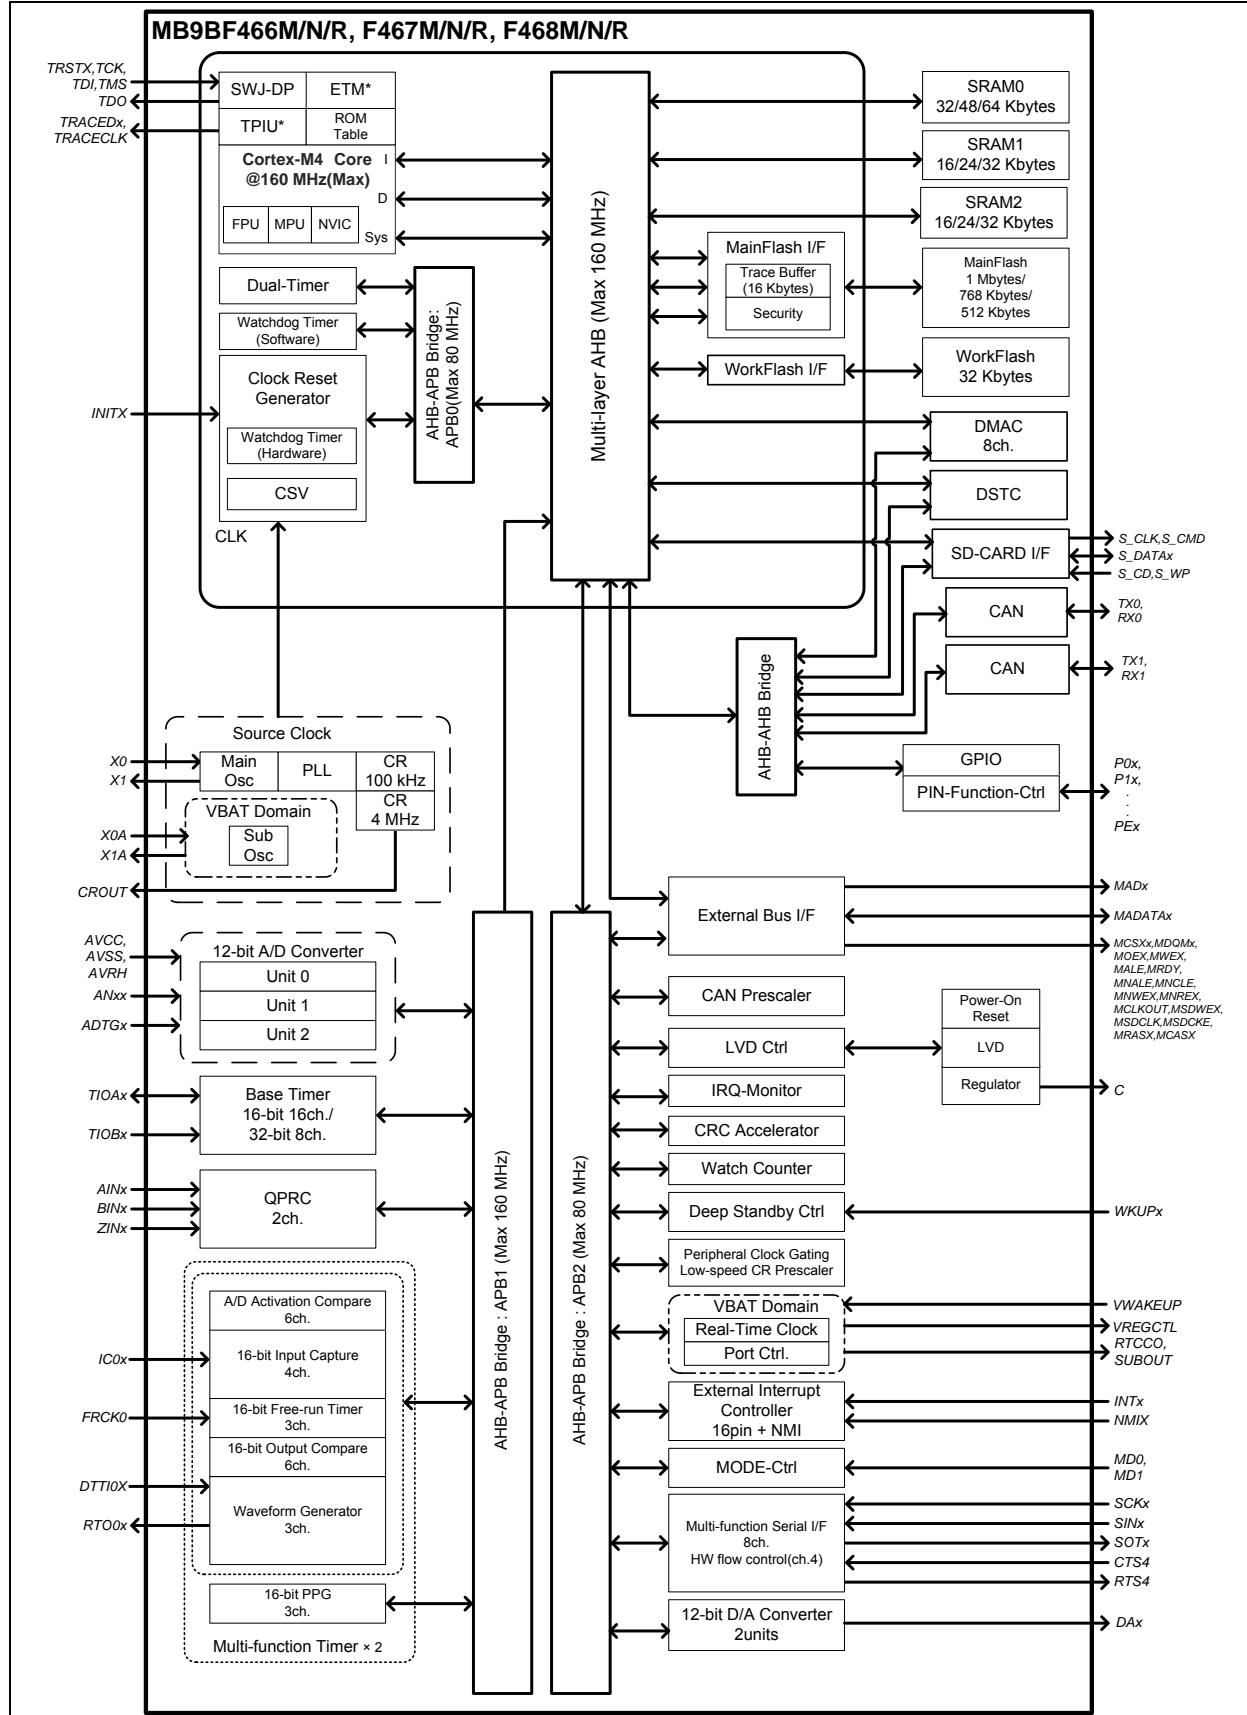 MB9BF466M/N/R, F467M/N/R, F468M/N/R
TRSTX,TCK,
TDI,TMS
TDO
TRACEDx,
TRACECLK
SWJ-DP
ETM*
TPIU*
ROM
Table
Cortex-M4 Core
@160 MHz(Max)
I
D
Sys
FPU
MPU
NVIC
Dual-Timer
Watchdog Timer
(Software)
Clock Reset
Generator
Watchdog Timer
(Hardware)
CSV
CLK
INITX
AHB-APB Bridge:
APB0(Max 80 MHz)
Multi-layer AHB (Max 160 MHz)
SRAM0
32/48/64 Kbytes
SRAM1
16/24/32 Kbytes
SRAM2
16/24/32 Kbytes
MainFlash I/F
Trace Buffer
(16 Kbytes)
Security
MainFlash
1 Mbytes/
768 Kbytes/
512 Kbytes
WorkFlash I/F
WorkFlash
32 Kbytes
DMAC
8ch.
DSTC
SD-CARD I/F
S_CLK,S_CMD
S_DATAx
S_CD,S_WP
CAN
TX0,
RX0
CAN
TX1,
RX1
AHB-AHB Bridge
GPIO
PIN-Function-Ctrl
P0x,
P1x,
.
.
PEx
Source Clock
X0
X1
Main
Osc
PLL
CR
100 kHz
CR
4 MHz
VBAT Domain
Sub
Osc
X0A
X1A
CROUT
AVCC,
AVSS,
AVRH
ANxx
ADTGx
12-bit A/D Converter
Unit 0
Unit 1
Unit 2
TIOAx
TIOBx
Base Timer
16-bit 16ch./
32-bit 8ch.
AINx
BINx
ZINx
QPRC
2ch.
A/D Activation Compare
6ch.
IC0x
16-bit Input Capture
4ch.
FRCK0
16-bit Free-run Timer
3ch.
16-bit Output Compare
6ch.
DTTI0X
RTO0x
Waveform Generator
3ch.
16-bit PPG
3ch.
Multi-function Timer × 2
AHB-APB Bridge : APB1 (Max 160 MHz)
AHB-APB Bridge : APB2 (Max 80 MHz)
External Bus I/F
MADx
MADATAx
MCSXx,MDQMx,
MOEX,MWEX,
MALE,MRDY,
MNALE,MNCLE,
MNWEX,MNREX,
MCLKOUT,MSDWEX,
MSDCLK,MSDCKE,
MRASX,MCASX
CAN Prescaler
LVD Ctrl
Power-On
Reset
LVD
Regulator
C
IRQ-Monitor
CRC Accelerator
Watch Counter
Deep Standby Ctrl
WKUPx
Peripheral Clock Gating
Low-speed CR Prescaler
VBAT Domain
Real-Time Clock
Port Ctrl.
VWAKEUP
VREGCTL
RTCCO,
SUBOUT
External Interrupt
Controller
16pin + NMI
INTx
NMIX
MODE-Ctrl
MD0,
MD1
Multi-function Serial I/F
8ch.
HW flow control(ch.4)
SCKx
SINx
SOTx
CTS4
RTS4
12-bit D/A Converter
2units
DAx